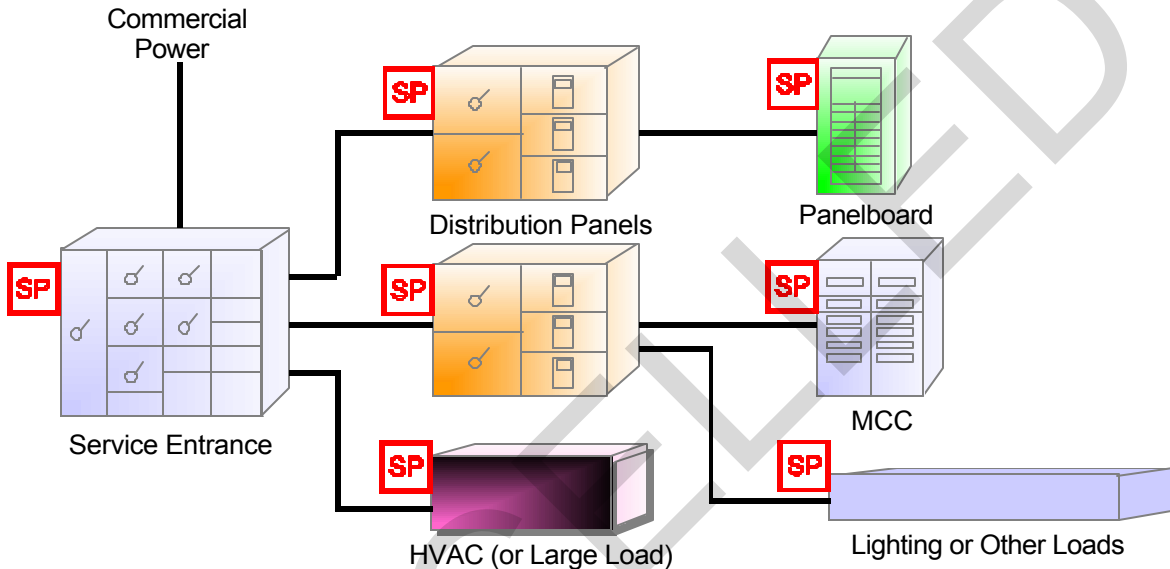 Commercial
Power
SP
SP
Distribution Panels
Panelboard
SP
SP
SP
Service Entrance
MCC
SP
SP
HVAC (or Large Load)
Lighting or Other Loads
CELLED